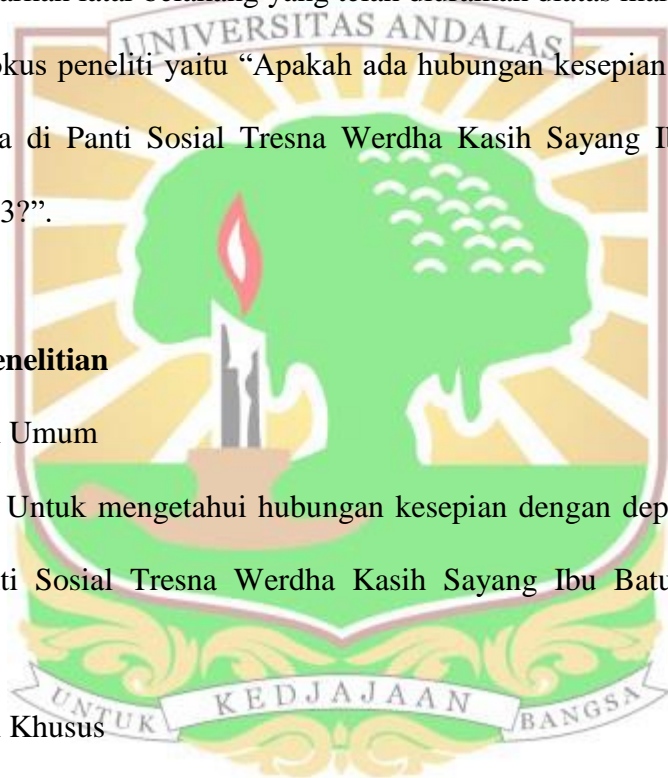 UNIVERSITAS ANDALAS
okus peneliti yaitu “Apakah ada hubungan kesepian
di Panti Sosial Tresna Werdha Kasih Sayang
3?”.
enelitian
Umum
Untuk mengetahui hubungan kesepian dengan dep
ti Sosial Tresna Werdha Kasih Sayang Ibu Batu
UNTUK KEDJAJAAN BANGSA
Khusus